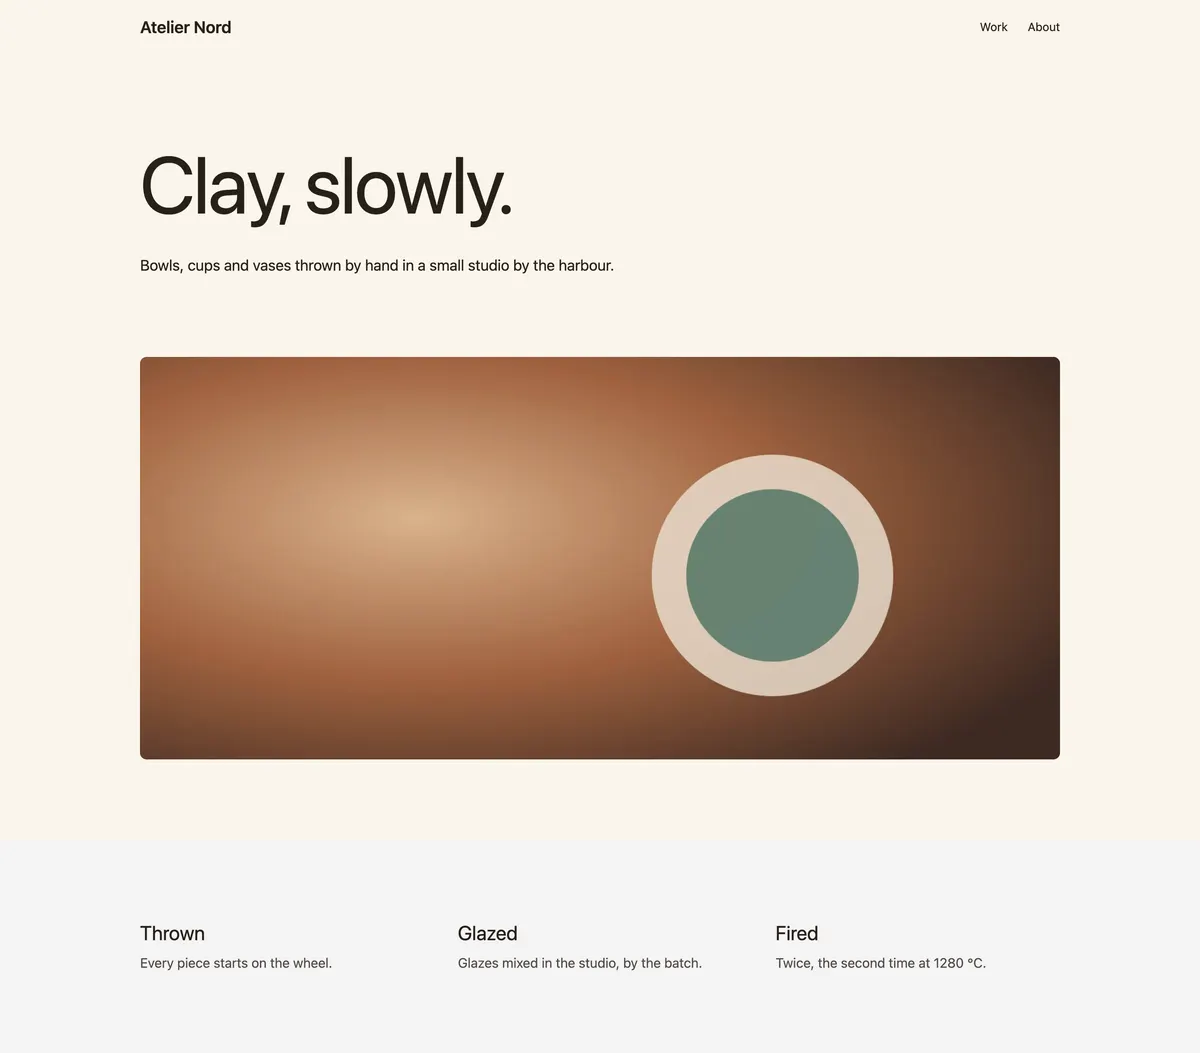 Atelier Nord
Work About
Clay, slowly.
Bowls, cups and vases thrown by hand in a small studio by the harbour.
Thrown
Every piece starts on the wheel.
Glazed
Glazes mixed in the studio, by the batch.
Fired
Twice, the second time at 1280 °C.